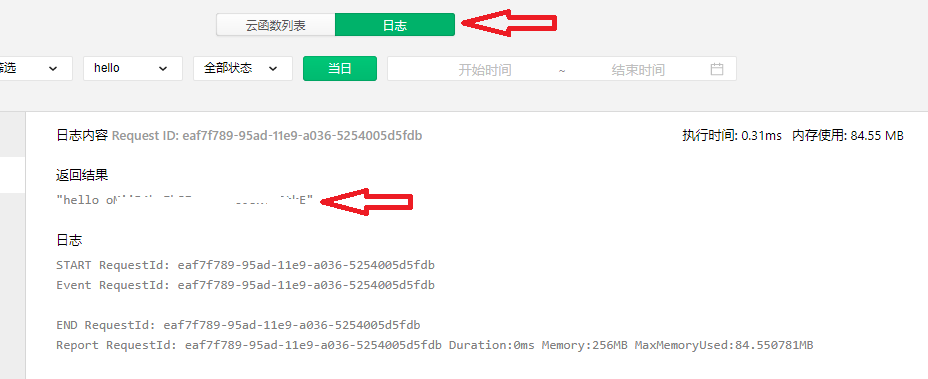 云函数列表 日志
筛选 hello 全部状态 当日 开始时间 ~ 结束时间
日志内容 Request ID: eaf7f789-95ad-11e9-a036-5254005d5fdb 执行时间: 0.31ms 内存使用: 84.55 MB
返回结果
"hello
日志
START RequestId: eaf7f789-95ad-11e9-a036-5254005d5fdb
Event RequestId: eaf7f789-95ad-11e9-a036-5254005d5fdb
END RequestId: eaf7f789-95ad-11e9-a036-5254005d5fdb
Report RequestId: eaf7f789-95ad-11e9-a036-5254005d5fdb Duration:0ms Memory:256MB MaxMemoryUsed:84.550781MB